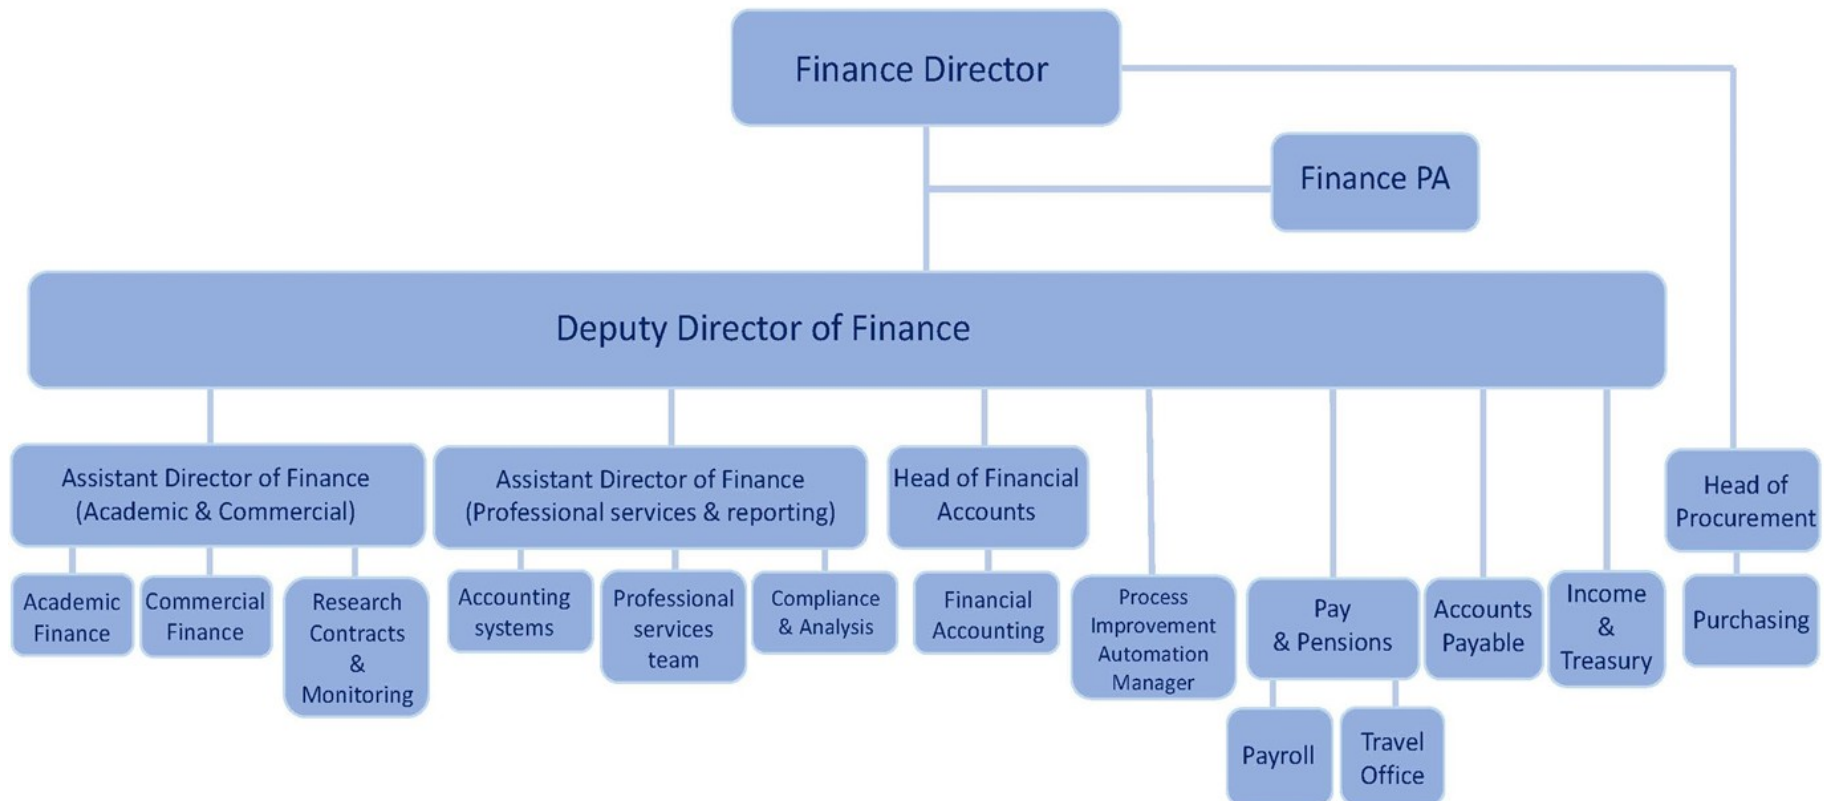 Finance Director
Finance PA
Deputy Director of Finance
Assistant Director of Finance
(Academic & Commercial)
Assistant Director of Finance
(Professional services & reporting)
Head of Financial
Accounts
Head of
Procurement
Academic
Finance
Commercial
Finance
Research
Contracts
&
Monitoring
Accounting
systems
Professional
services
team
Compliance
& Analysis
Financial
Accounting
Process
Improvement
Automation
Manager
Pay
& Pensions
Accounts
Payable
Income
&
Treasury
Purchasing
Payroll
Travel
Office